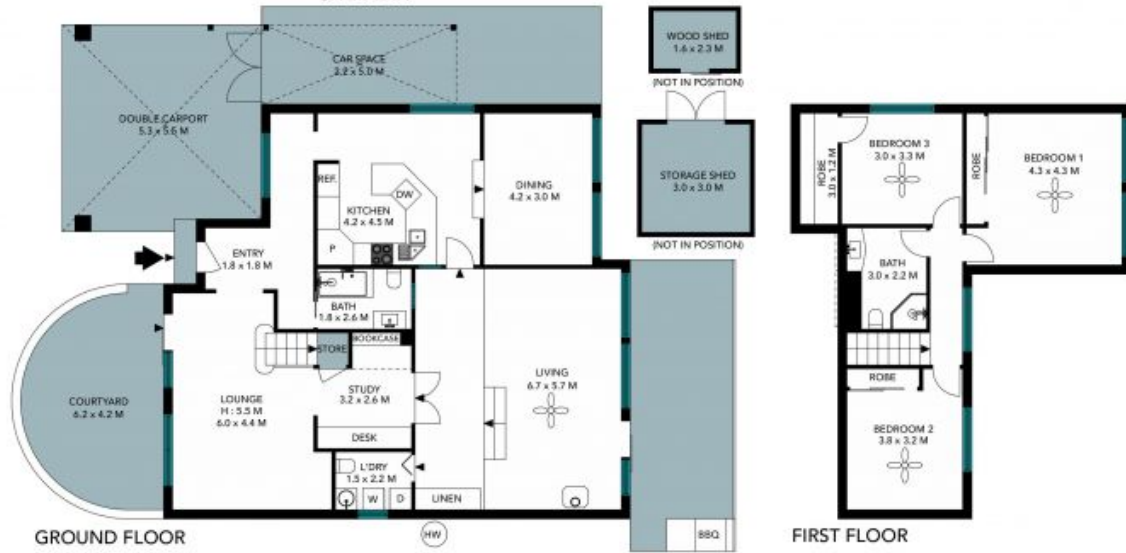 CAR SPACE
3.2 x 5.0 M
DOUBLE CARPORT
5.3 x 5.5 M
WOOD SHED
1.6 x 2.3 M
(NOT IN POSITION)
STORAGE SHED
3.0 x 3.0 M
(NOT IN POSITION)
REF.
DW
KITCHEN
4.2 x 4.5 M
P
DINING
4.2 x 3.0 M
ENTRY
1.8 x 1.8 M
BATH
1.8 x 2.6 M
BOOKCASE
STORE
COURTYARD
6.2 x 4.2 M
LOUNGE
H : 5.5 M
6.0 x 4.4 M
STUDY
3.2 x 2.6 M
DESK
LIVING
6.7 x 5.7 M
L'DRY
1.5 x 2.2 M
W
D
LINEN
HW
BBQ
GROUND FLOOR
ROBE
3.0 x 1.2 M
BEDROOM 3
3.0 x 3.3 M
ROBE
BEDROOM 1
4.3 x 4.3 M
BATH
3.0 x 2.2 M
ROBE
BEDROOM 2
3.8 x 3.2 M
FIRST FLOOR